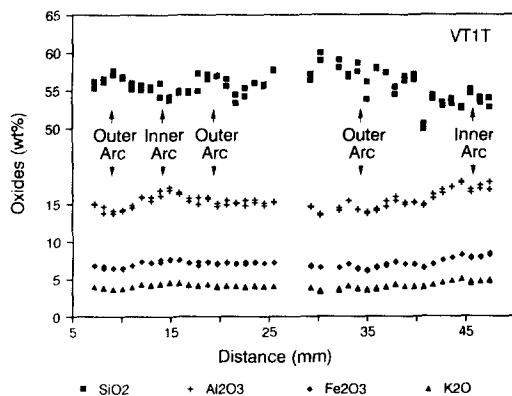 VT1T
Oxides (wt%)
65
60
55
50
15
10
5
0
Outer Arc
Inner Arc
Outer Arc
Outer Arc
Inner Arc
5
15
25
35
45
Distance (mm)
SiO2
Al2O3
Fe2O3
K2O